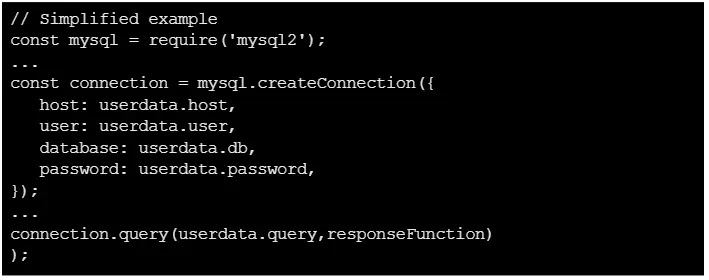 // Simplified example
const mysql = require('mysql2');
...
const connection = mysql.createConnection({
   host: userdata.host,
   user: userdata.user,
   database: userdata.db,
   password: userdata.password,
});
...
connection.query(userdata.query,responseFunction)
);